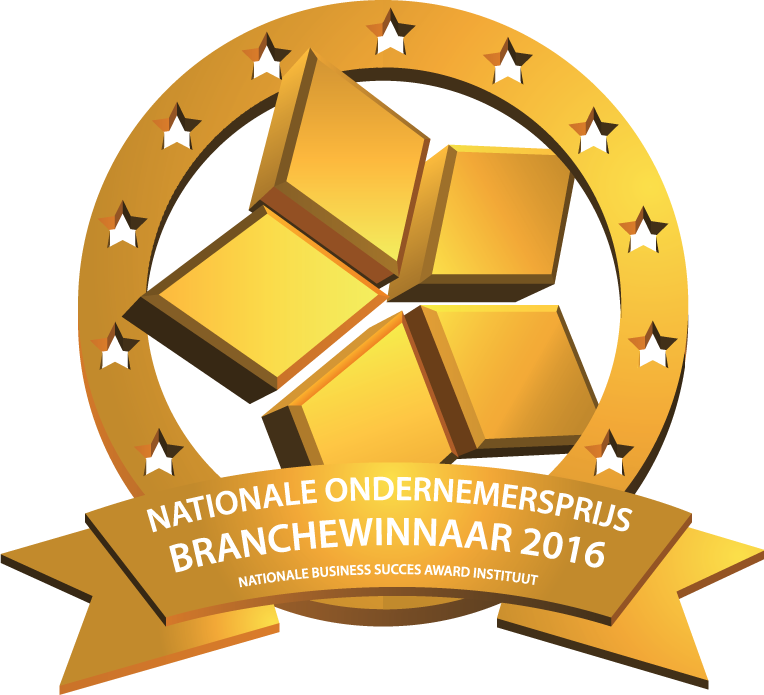 NATIONALE ONDERNEMERSPRIJS
BRANCHEWINNAAR 2016
NATIONALE BUSINESS SUCCES AWARD INSTITUUT